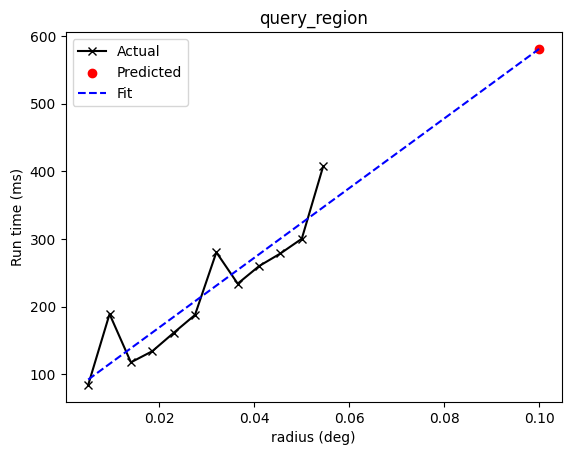 query_region
Actual
Predicted
Fit
Run time (ms)
600
500
400
300
200
100
0.02
0.04
0.06
0.08
0.10
radius (deg)